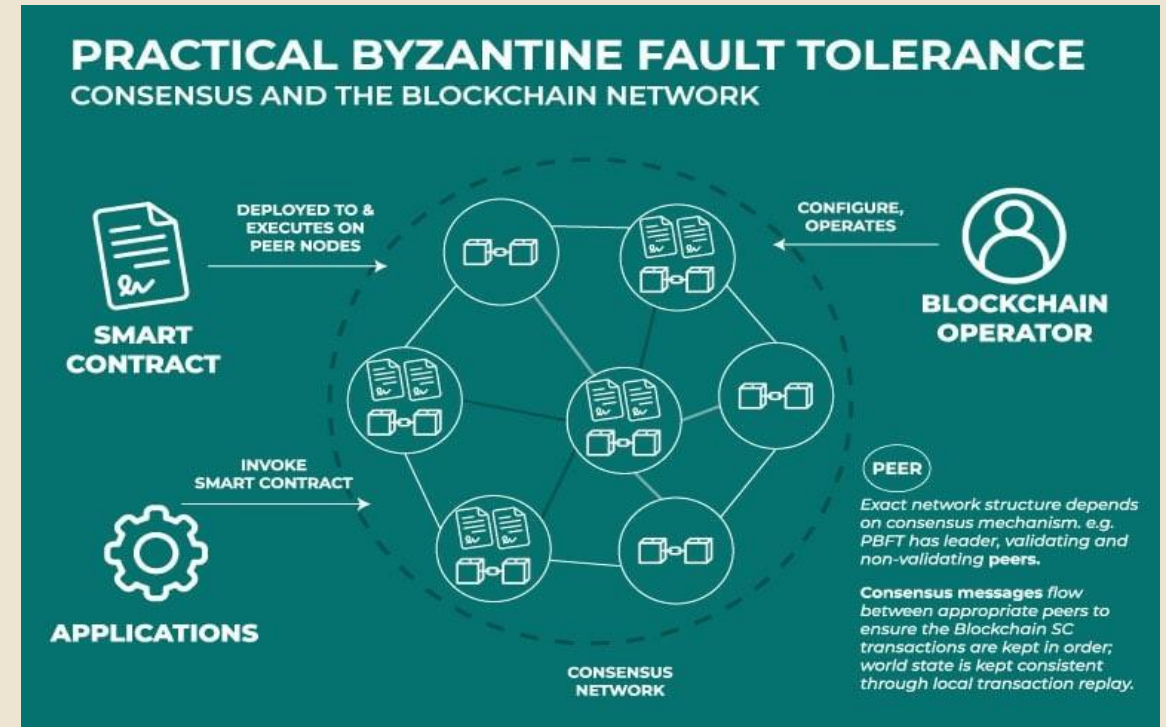 PRACTICAL BYZANTINE FAULT TOLERANCE
CONSENSUS AND THE BLOCKCHAIN NETWORK
DEPLOYED TO &
EXECUTES ON
PEER NODES
SMART
CONTRACT
CONFIGURE,
OPERATES
BLOCKCHAIN
OPERATOR
INVOKE
SMART CONTRACT
APPLICATIONS
CONSENSUS
NETWORK
PEER
Exact network structure depends
on consensus mechanism. e.g.
PBFT has leader, validating and
non-validating peers.
Consensus messages flow
between appropriate peers to
ensure the Blockchain SC
transactions are kept in order;
world state is kept consistent
through local transaction replay.